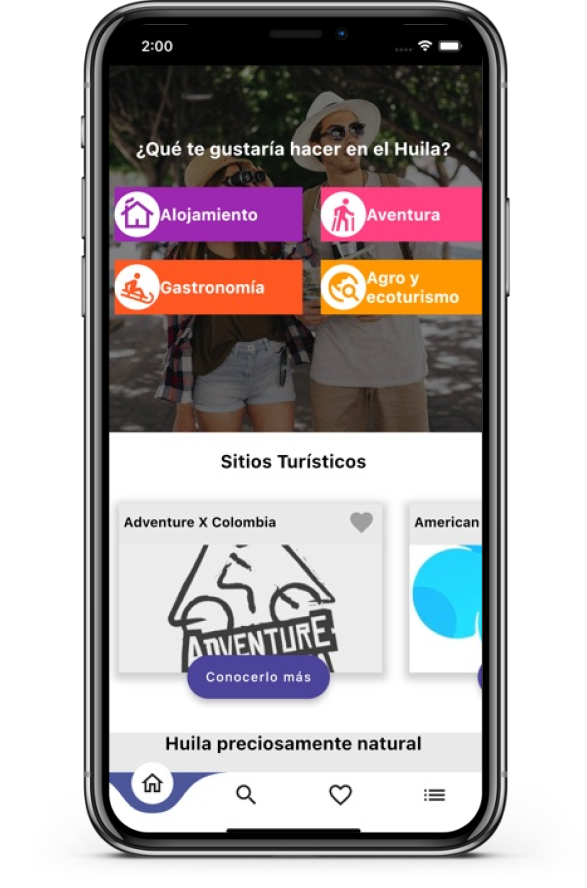 2:00
¿Qué te gustaría hacer en el Huila?
Alojamiento
Aventura
Gastronomía
Agro y
ecoturismo
Sitios Turísticos
Adventure X Colombia
American
ADVENTURE
Conocerlo más
Huila preciosamente natural